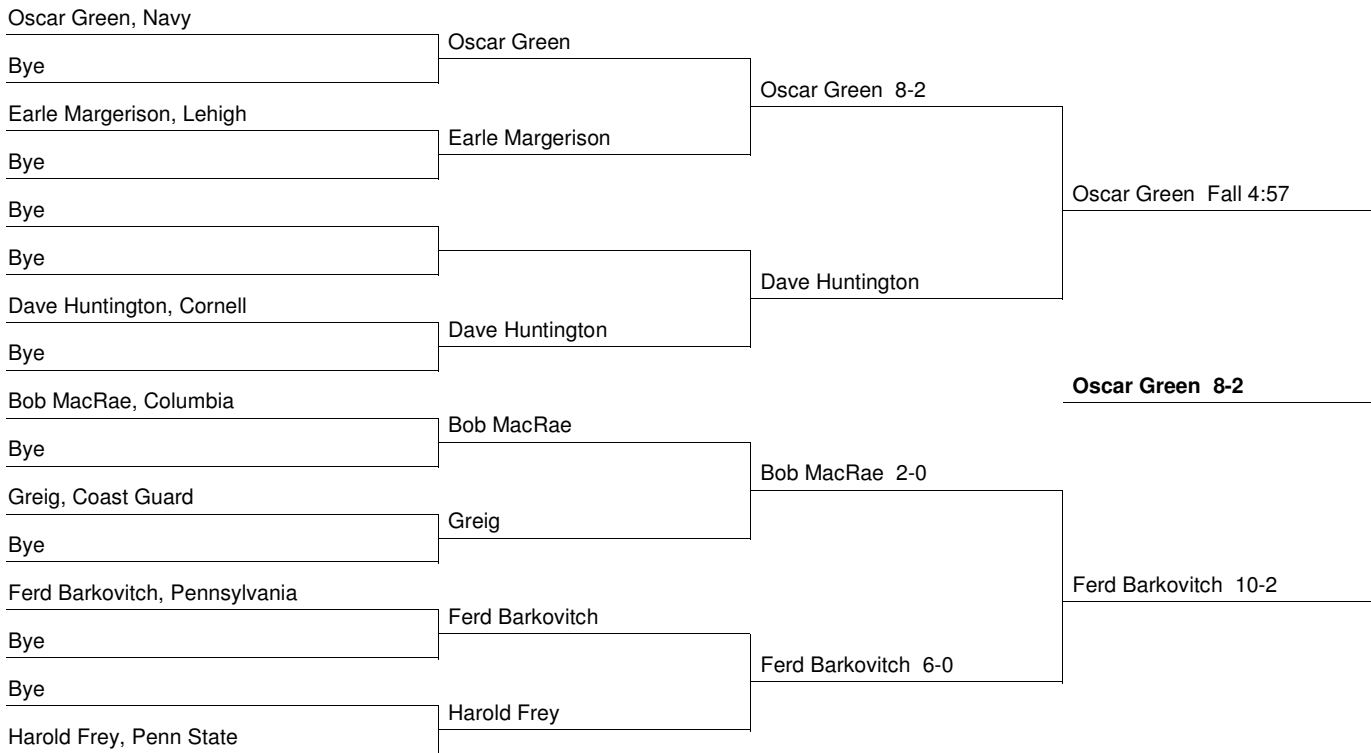 Oscar Green, Navy
Bye
Earle Margerison, Lehigh
Bye
Bye
Bye
Dave Huntington, Cornell
Bye
Bob MacRae, Columbia
Bye
Greig, Coast Guard
Bye
Ferd Barkovitch, Pennsylvania
Bye
Bye
Harold Frey, Penn State
Oscar Green
Earle Margerison
Dave Huntington
Bob MacRae
Greig
Ferd Barkovitch
Harold Frey
Oscar Green 8-2
Dave Huntington
Bob MacRae 2-0
Ferd Barkovitch 6-0
Oscar Green Fall 4:57
Oscar Green 8-2
Ferd Barkovitch 10-2